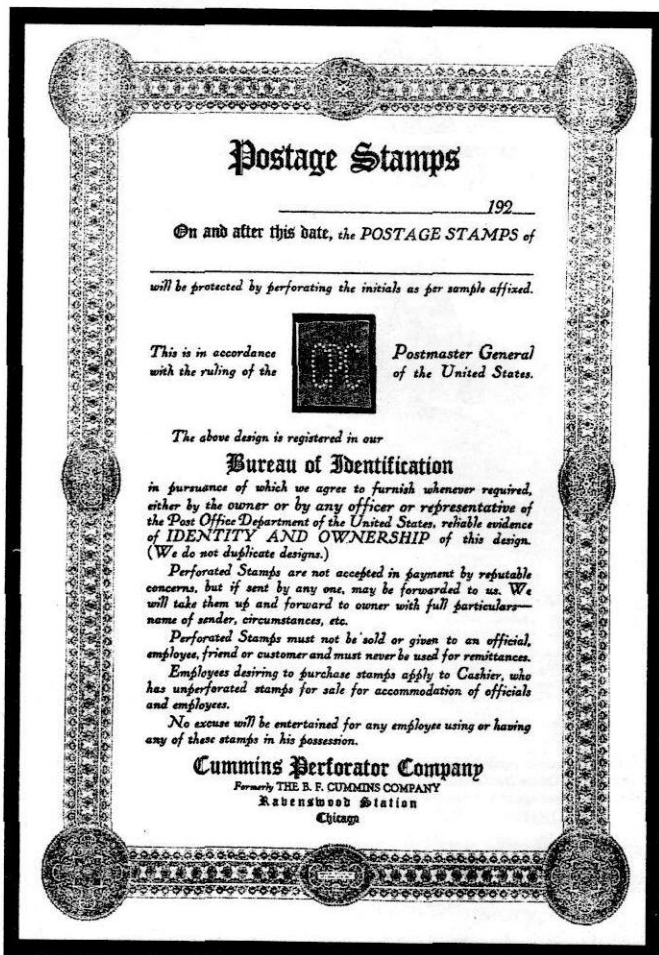 Postage Stamps
192
On and after this date, the POSTAGE STAMPS of
will be protected by perforating the initials as per sample affixed.
This is in accordance
with the ruling of the
CPC
Postmaster General
of the United States.
The above design is registered in our
Bureau of Identification
in pursuance of which we agree to furnish whenever required,
either by the owner or by any officer or representative of
the Post Office Department of the United States, reliable evidence
of IDENTITY AND OWNERSHIP of this design.
(We do not duplicate designs.)
Perforated Stamps are not accepted in payment by reputable
concerns, but if sent by any one, may be forwarded to us. We
will take them up and forward to owner with full particulars—
name of sender, circumstances, etc.
Perforated Stamps must not be sold or given to an official,
employee, friend or customer and must never be used for remittances.
Employees desiring to purchase stamps apply to Cashier, who
has unperforated stamps for sale for accommodation of officials
and employees.
No excuse will be entertained for any employee using or having
any of these stamps in his possession.
Cummins Perforator Company
Formerly THE B. F. CUMMINS COMPANY
Ravenswood Station
Chicago